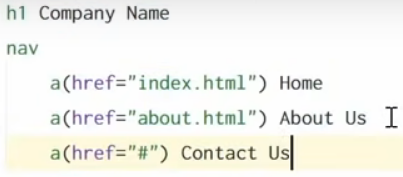 h1 Company Name
nav
a(href="index.html") Home
a(href="about.html") About Us
a(href="#") Contact Us